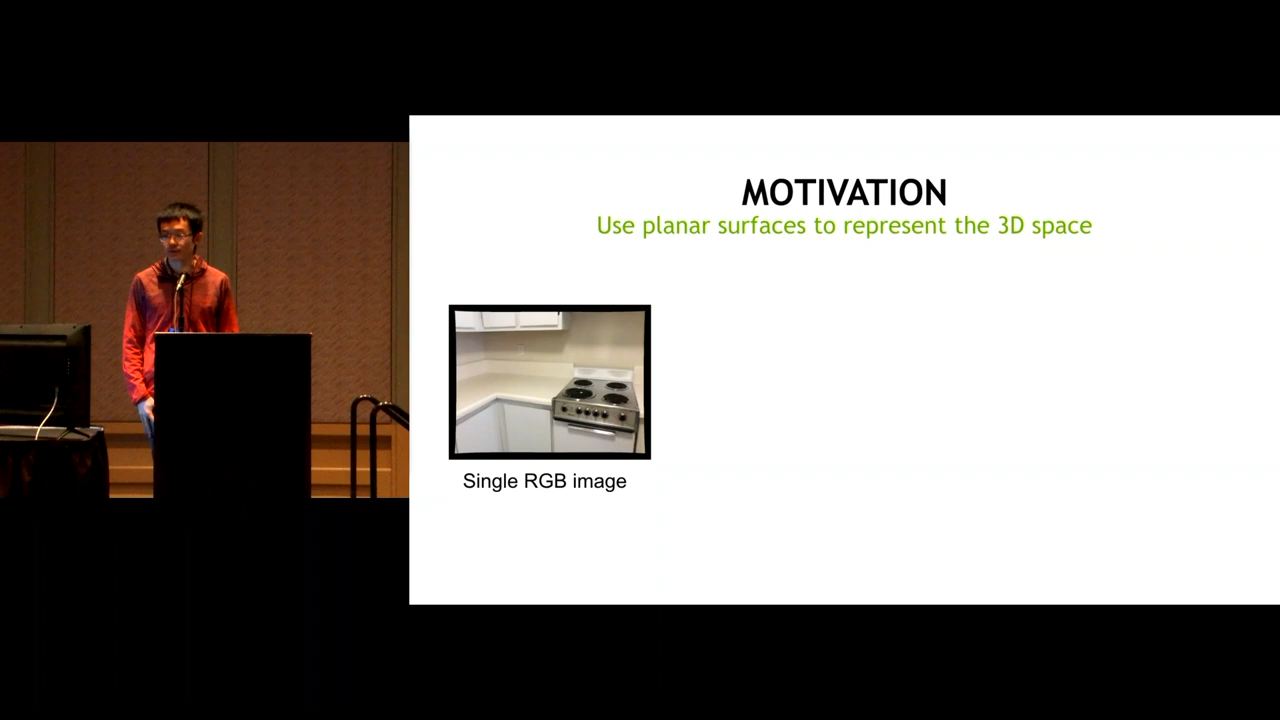 MOTIVATION
Use planar surfaces to represent the 3D space
Single RGB image